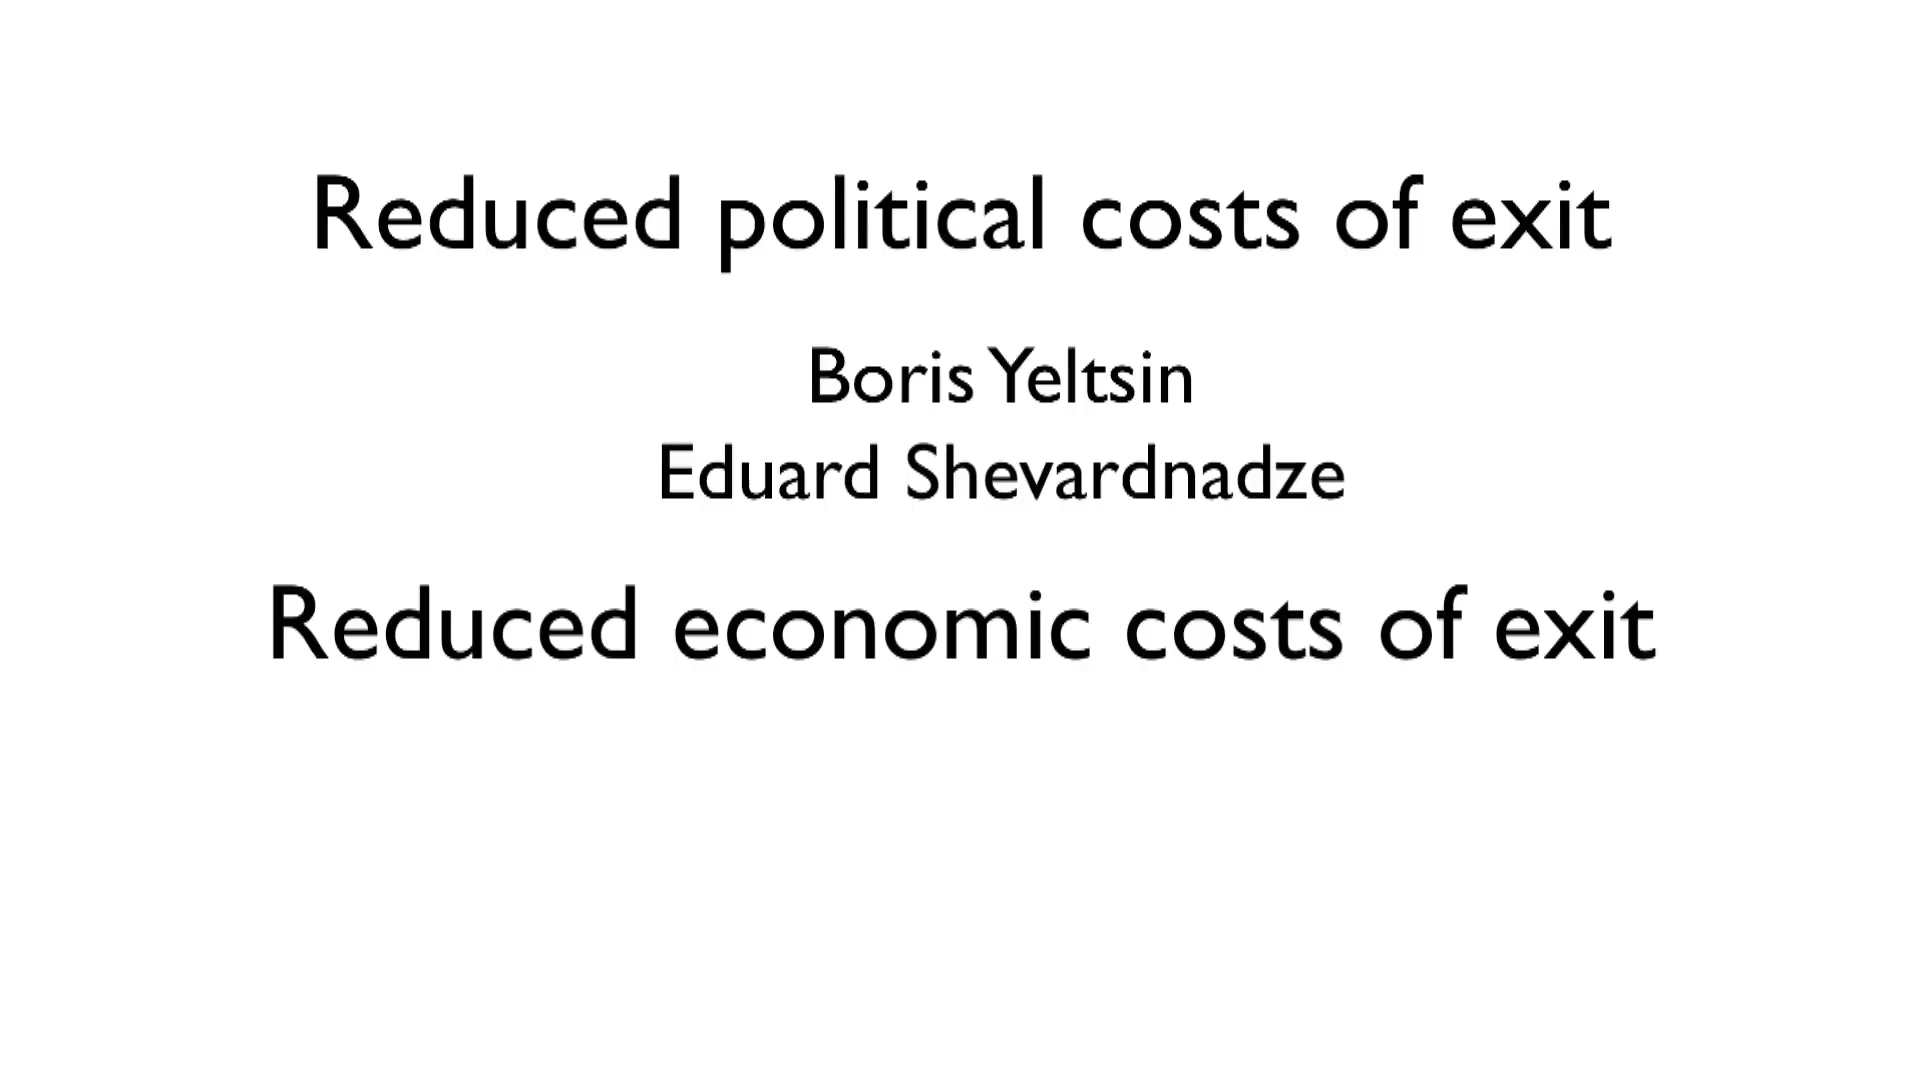 Reduced political costs of exit
Boris Yeltsin
Eduard Shevardnadze
Reduced economic costs of exit